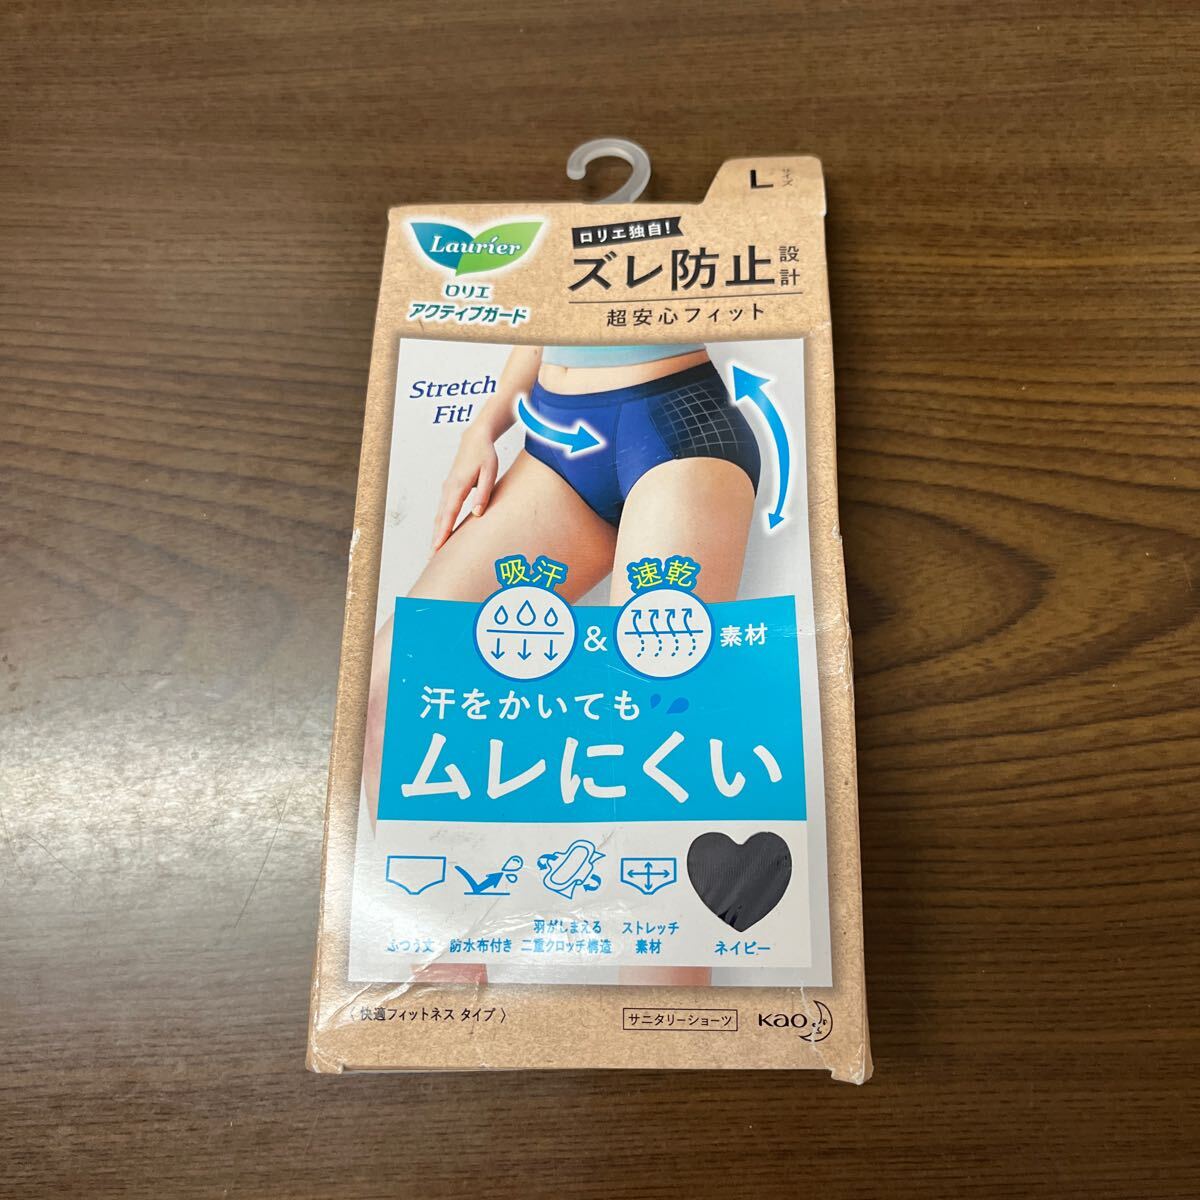 L サイズ
Laurier
ロリエ
アクティブガード
ロリエ独自!
ズレ防止設計
超安心フィット
Stretch
Fit!
吸汗
&
速乾
素材
汗をかいても
ムレにくい
ふつう丈
防水布付き
羽がしまえる
二重クロッチ構造
ストレッチ
素材
ネイビー
〈快適フィットネス タイプ〉
サニタリーショーツ
Kao